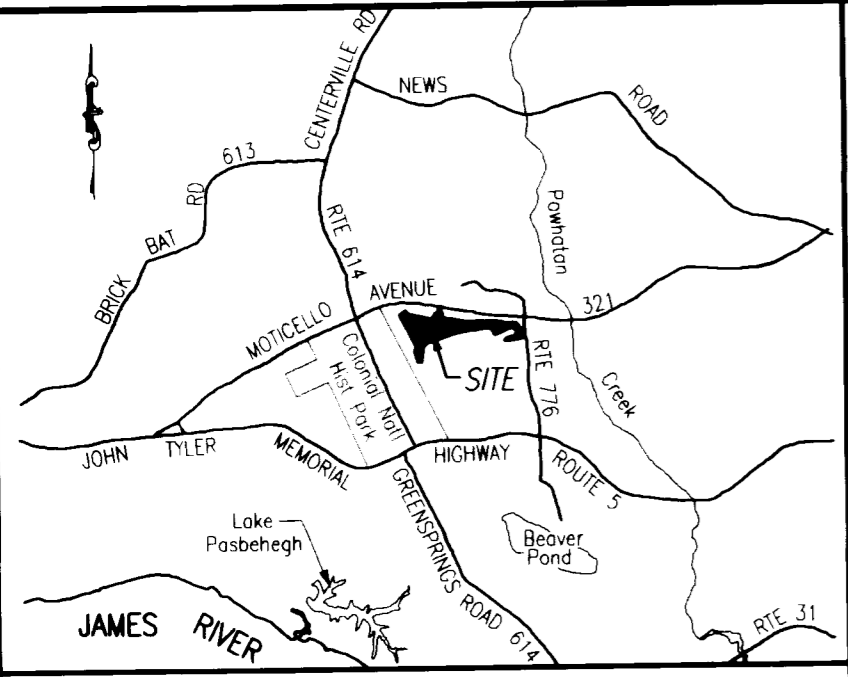 CENTERVILLE RD
NEWS ROAD
613
BRICK BAT RD
RTE 614
Powhatan Creek
MOTICELLO AVENUE
321
SITE
RTE 776
Colonial Natl
Hist Park
JOHN TYLER MEMORIAL HIGHWAY ROUTE 5
GREENSPRINGS ROAD 614
Lake
Pasbehegh
Beaver
Pond
JAMES RIVER
RTE 31